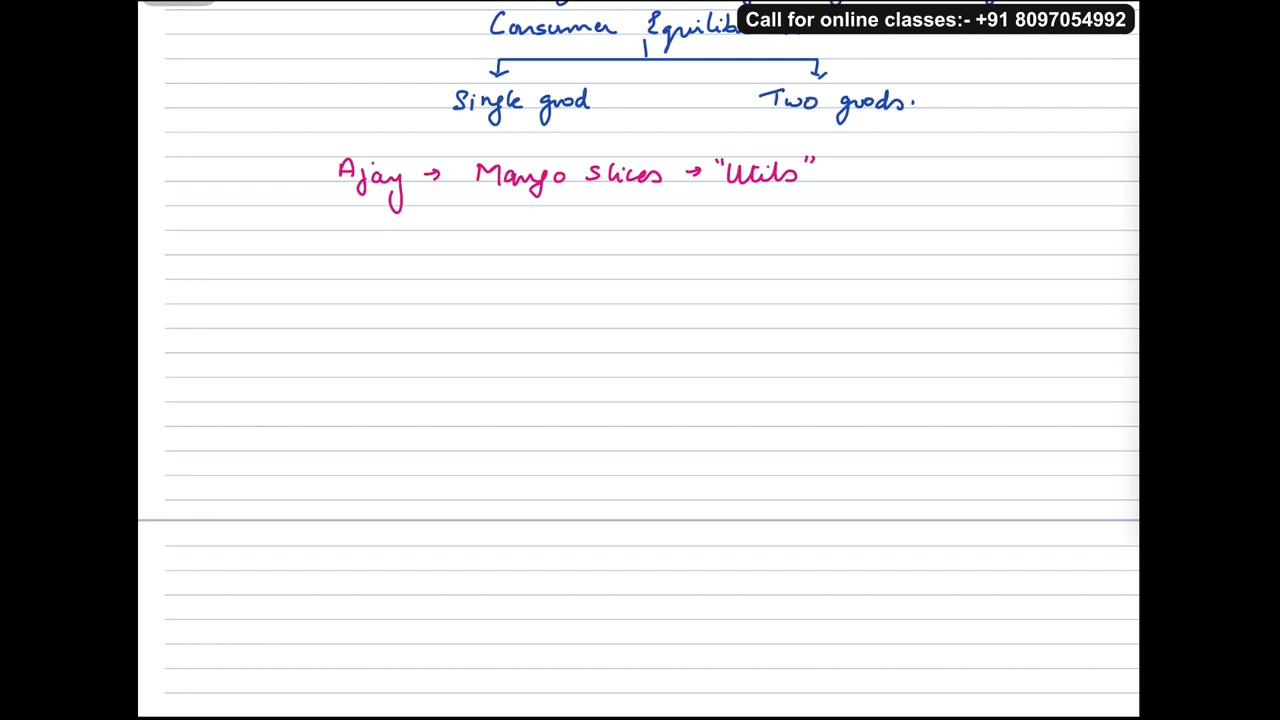 Call for online classes:- +91 8097054992
Consumer
Single good Two goods.
Ajay → Mango slices → "Utils"